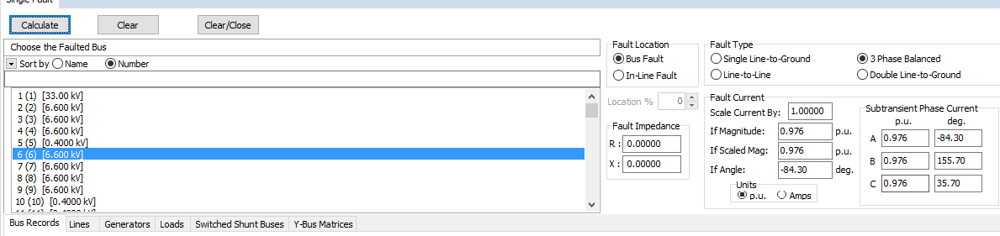 Single Fault
Calculate Clear Clear/Close
Choose the Faulted Bus
Sort by Name Number
1 (1) [33.00 kV]
2 (2) [6.600 kV]
3 (3) [6.600 kV]
4 (4) [6.600 kV]
5 (5) [0.4000 kV]
6 (6) [6.600 kV]
7 (7) [6.600 kV]
8 (8) [6.600 kV]
9 (9) [6.600 kV]
10 (10) [0.4000 kV]
Fault Location
Bus Fault
In-Line Fault
Location % 0
Fault Impedance
R : 0.00000
X : 0.00000
Fault Type
Single Line-to-Ground 3 Phase Balanced
Line-to-Line Double Line-to-Ground
Fault Current
Scale Current By: 1.00000
If Magnitude: 0.976 p.u.
If Scaled Mag: 0.976 p.u.
If Angle: -84.30 deg.
Units
p.u. Amps
Subtransient Phase Current
p.u. deg.
A 0.976 -84.30
B 0.976 155.70
C 0.976 35.70
Bus Records Lines Generators Loads Switched Shunt Buses Y-Bus Matrices